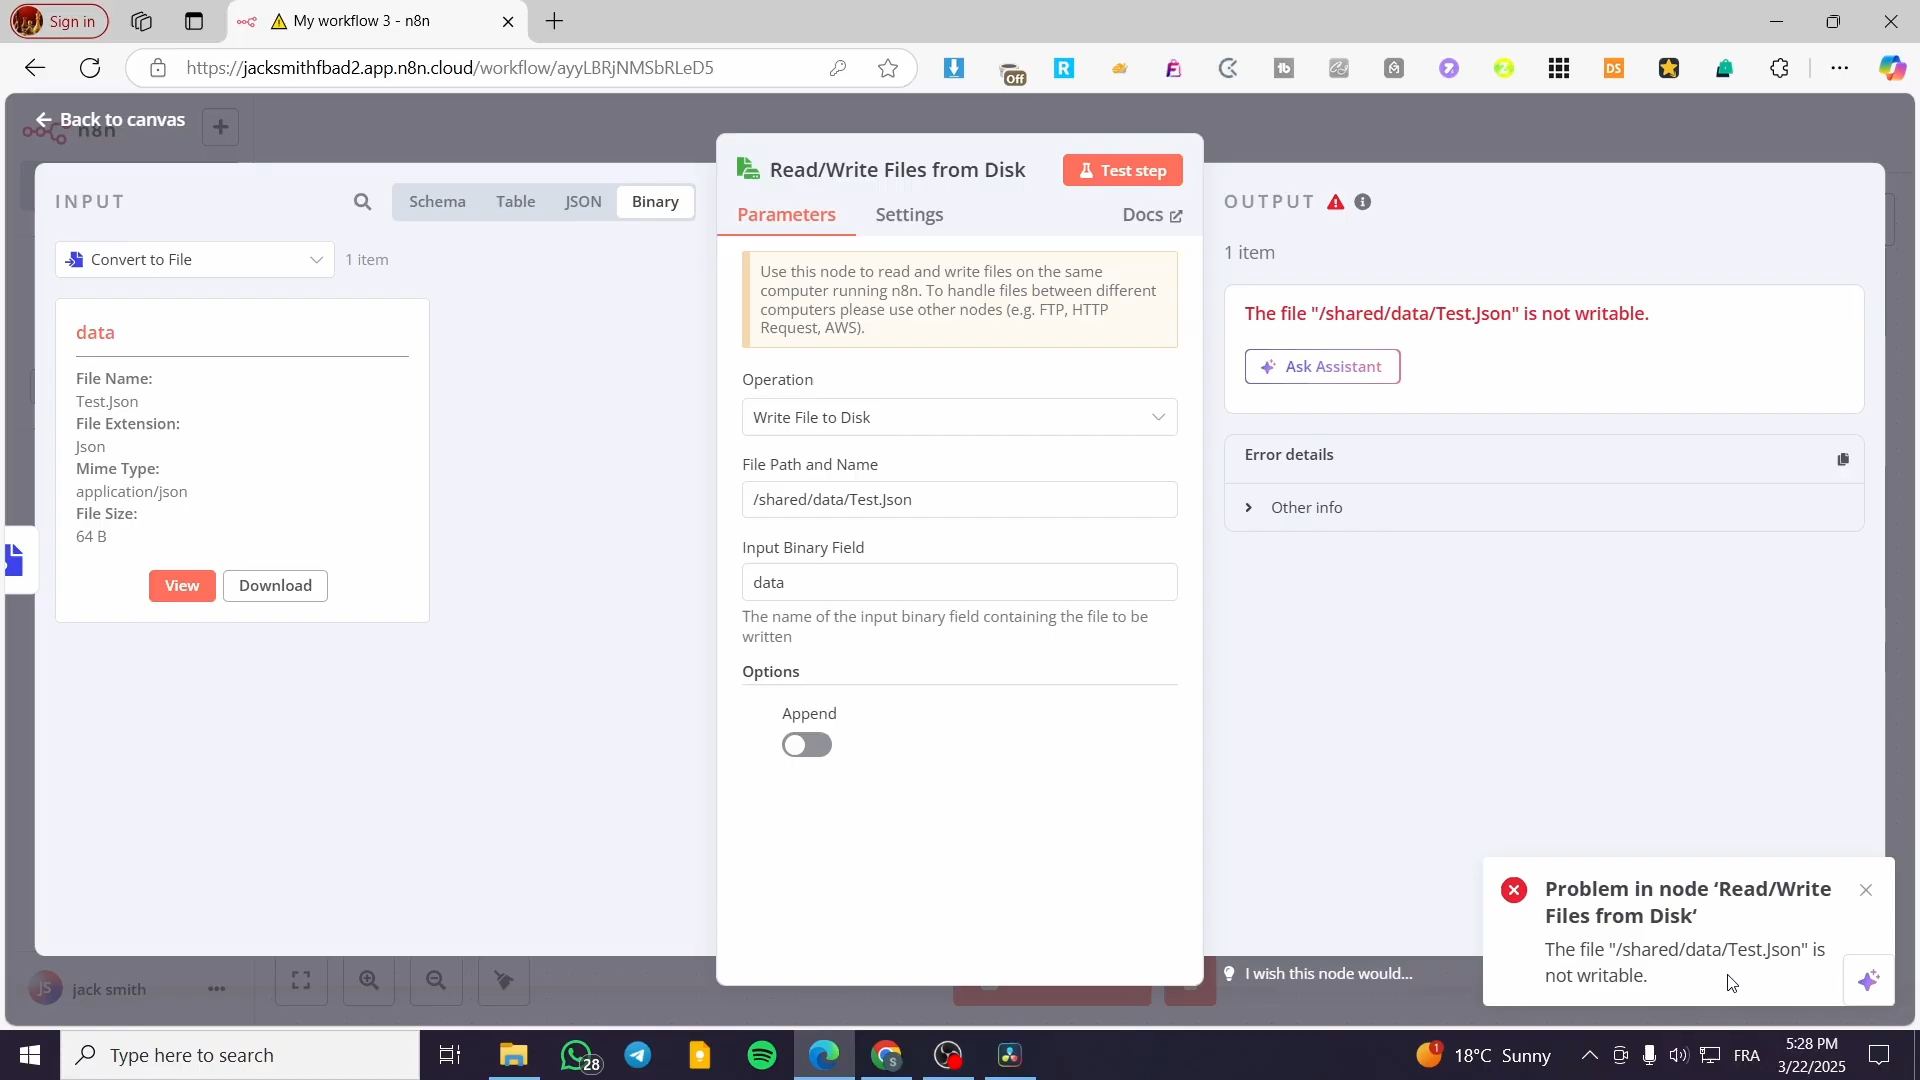 Sign in
My workflow 3 - n8n
https://jacksmithfbad2.app.n8n.cloud/workflow/ayyLBRjNMSbRLeD5
Off
R
tb
DS
Back to canvas
n8n
INPUT
Schema
Table
JSON
Binary
Convert to File
1 item
data
File Name:
Test.Json
File Extension:
Json
Mime Type:
application/json
File Size:
64 B
View
Download
Read/Write Files from Disk
Test step
Parameters
Settings
Docs
Use this node to read and write files on the same
computer running n8n. To handle files between different
computers please use other nodes (e.g. FTP, HTTP
Request, AWS).
Operation
Write File to Disk
File Path and Name
/shared/data/Test.Json
Input Binary Field
data
The name of the input binary field containing the file to be
written
Options
Append
OUTPUT
1 item
The file "/shared/data/Test.Json" is not writable.
Ask Assistant
Error details
Other info
I wish this node would...
Problem in node ‘Read/Write
Files from Disk‘
The file "/shared/data/Test.Json" is
not writable.
JS
jack smith
Type here to search
28
S
1
18°C Sunny
FRA
5:28 PM
3/22/2025